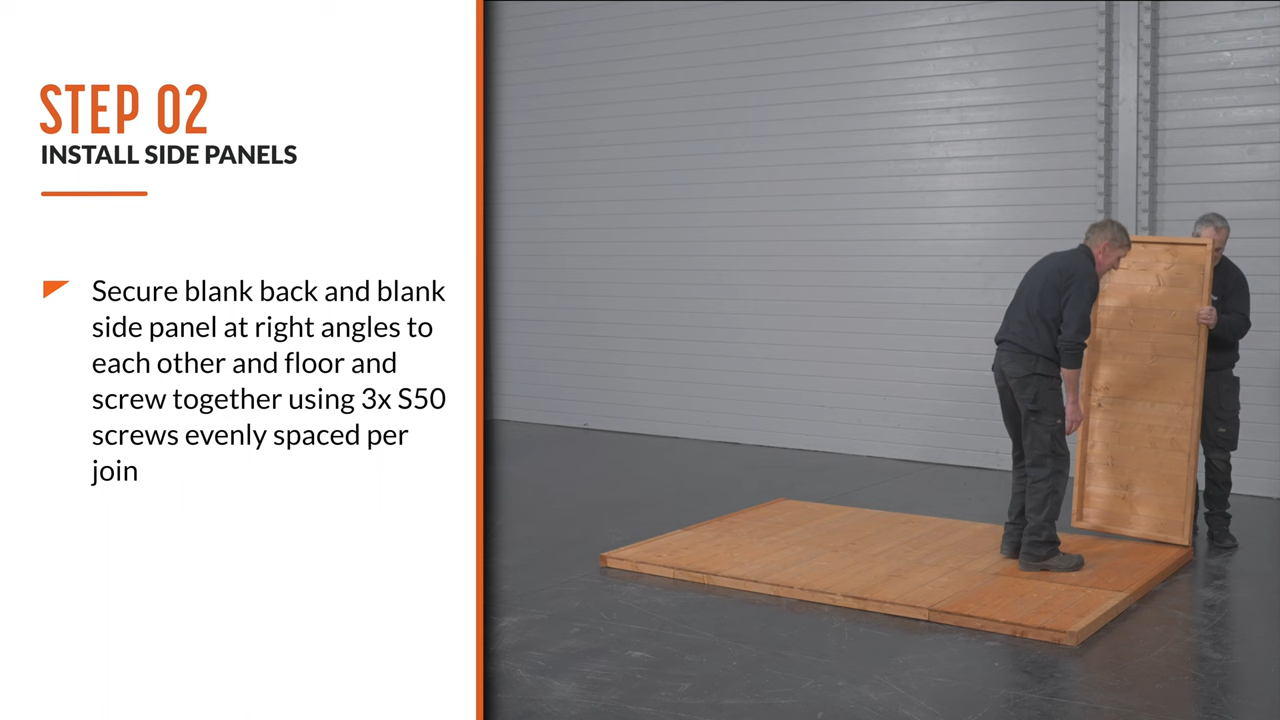 STEP 02
INSTALL SIDE PANELS
Secure blank back and blank
side panel at right angles to
each other and floor and
screw together using 3x S50
screws evenly spaced per
join